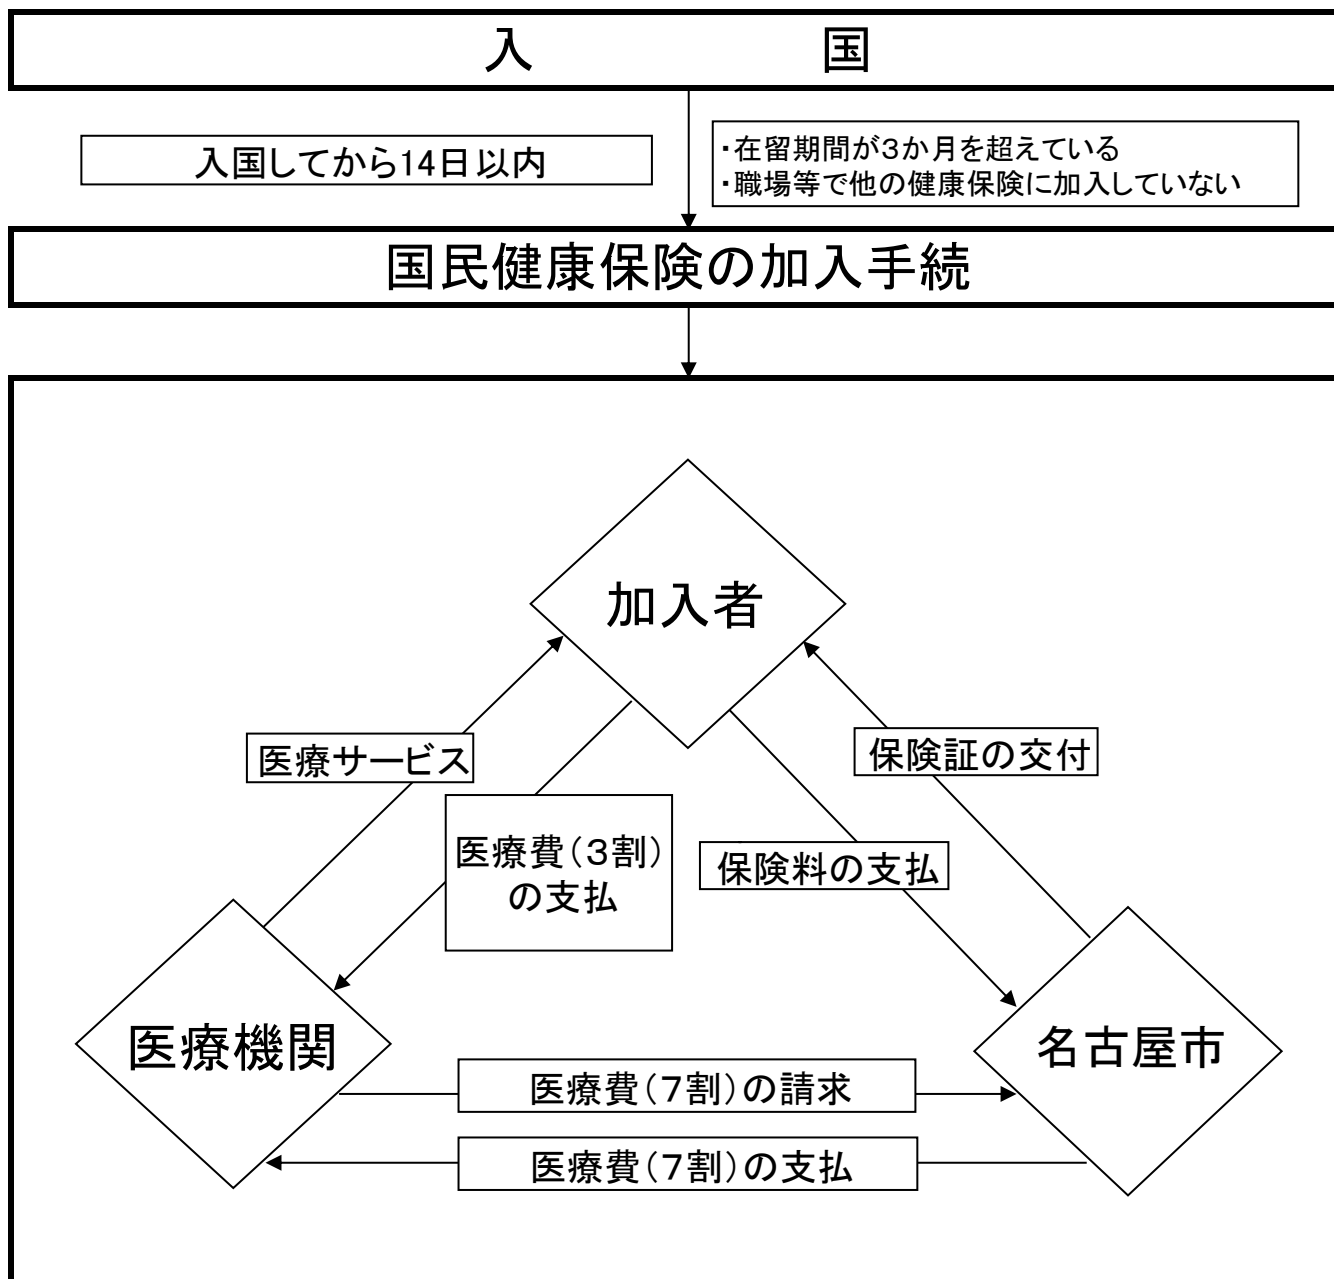 入 国
入国してから14日以内
・在留期間が3か月を超えている
・職場等で他の健康保険に加入していない
国民健康保険の加入手続
加入者
医療サービス
保険証の交付
医療費（3割）
の支払
保険料の支払
医療機関
名古屋市
医療費（7割）の請求
医療費（7割）の支払